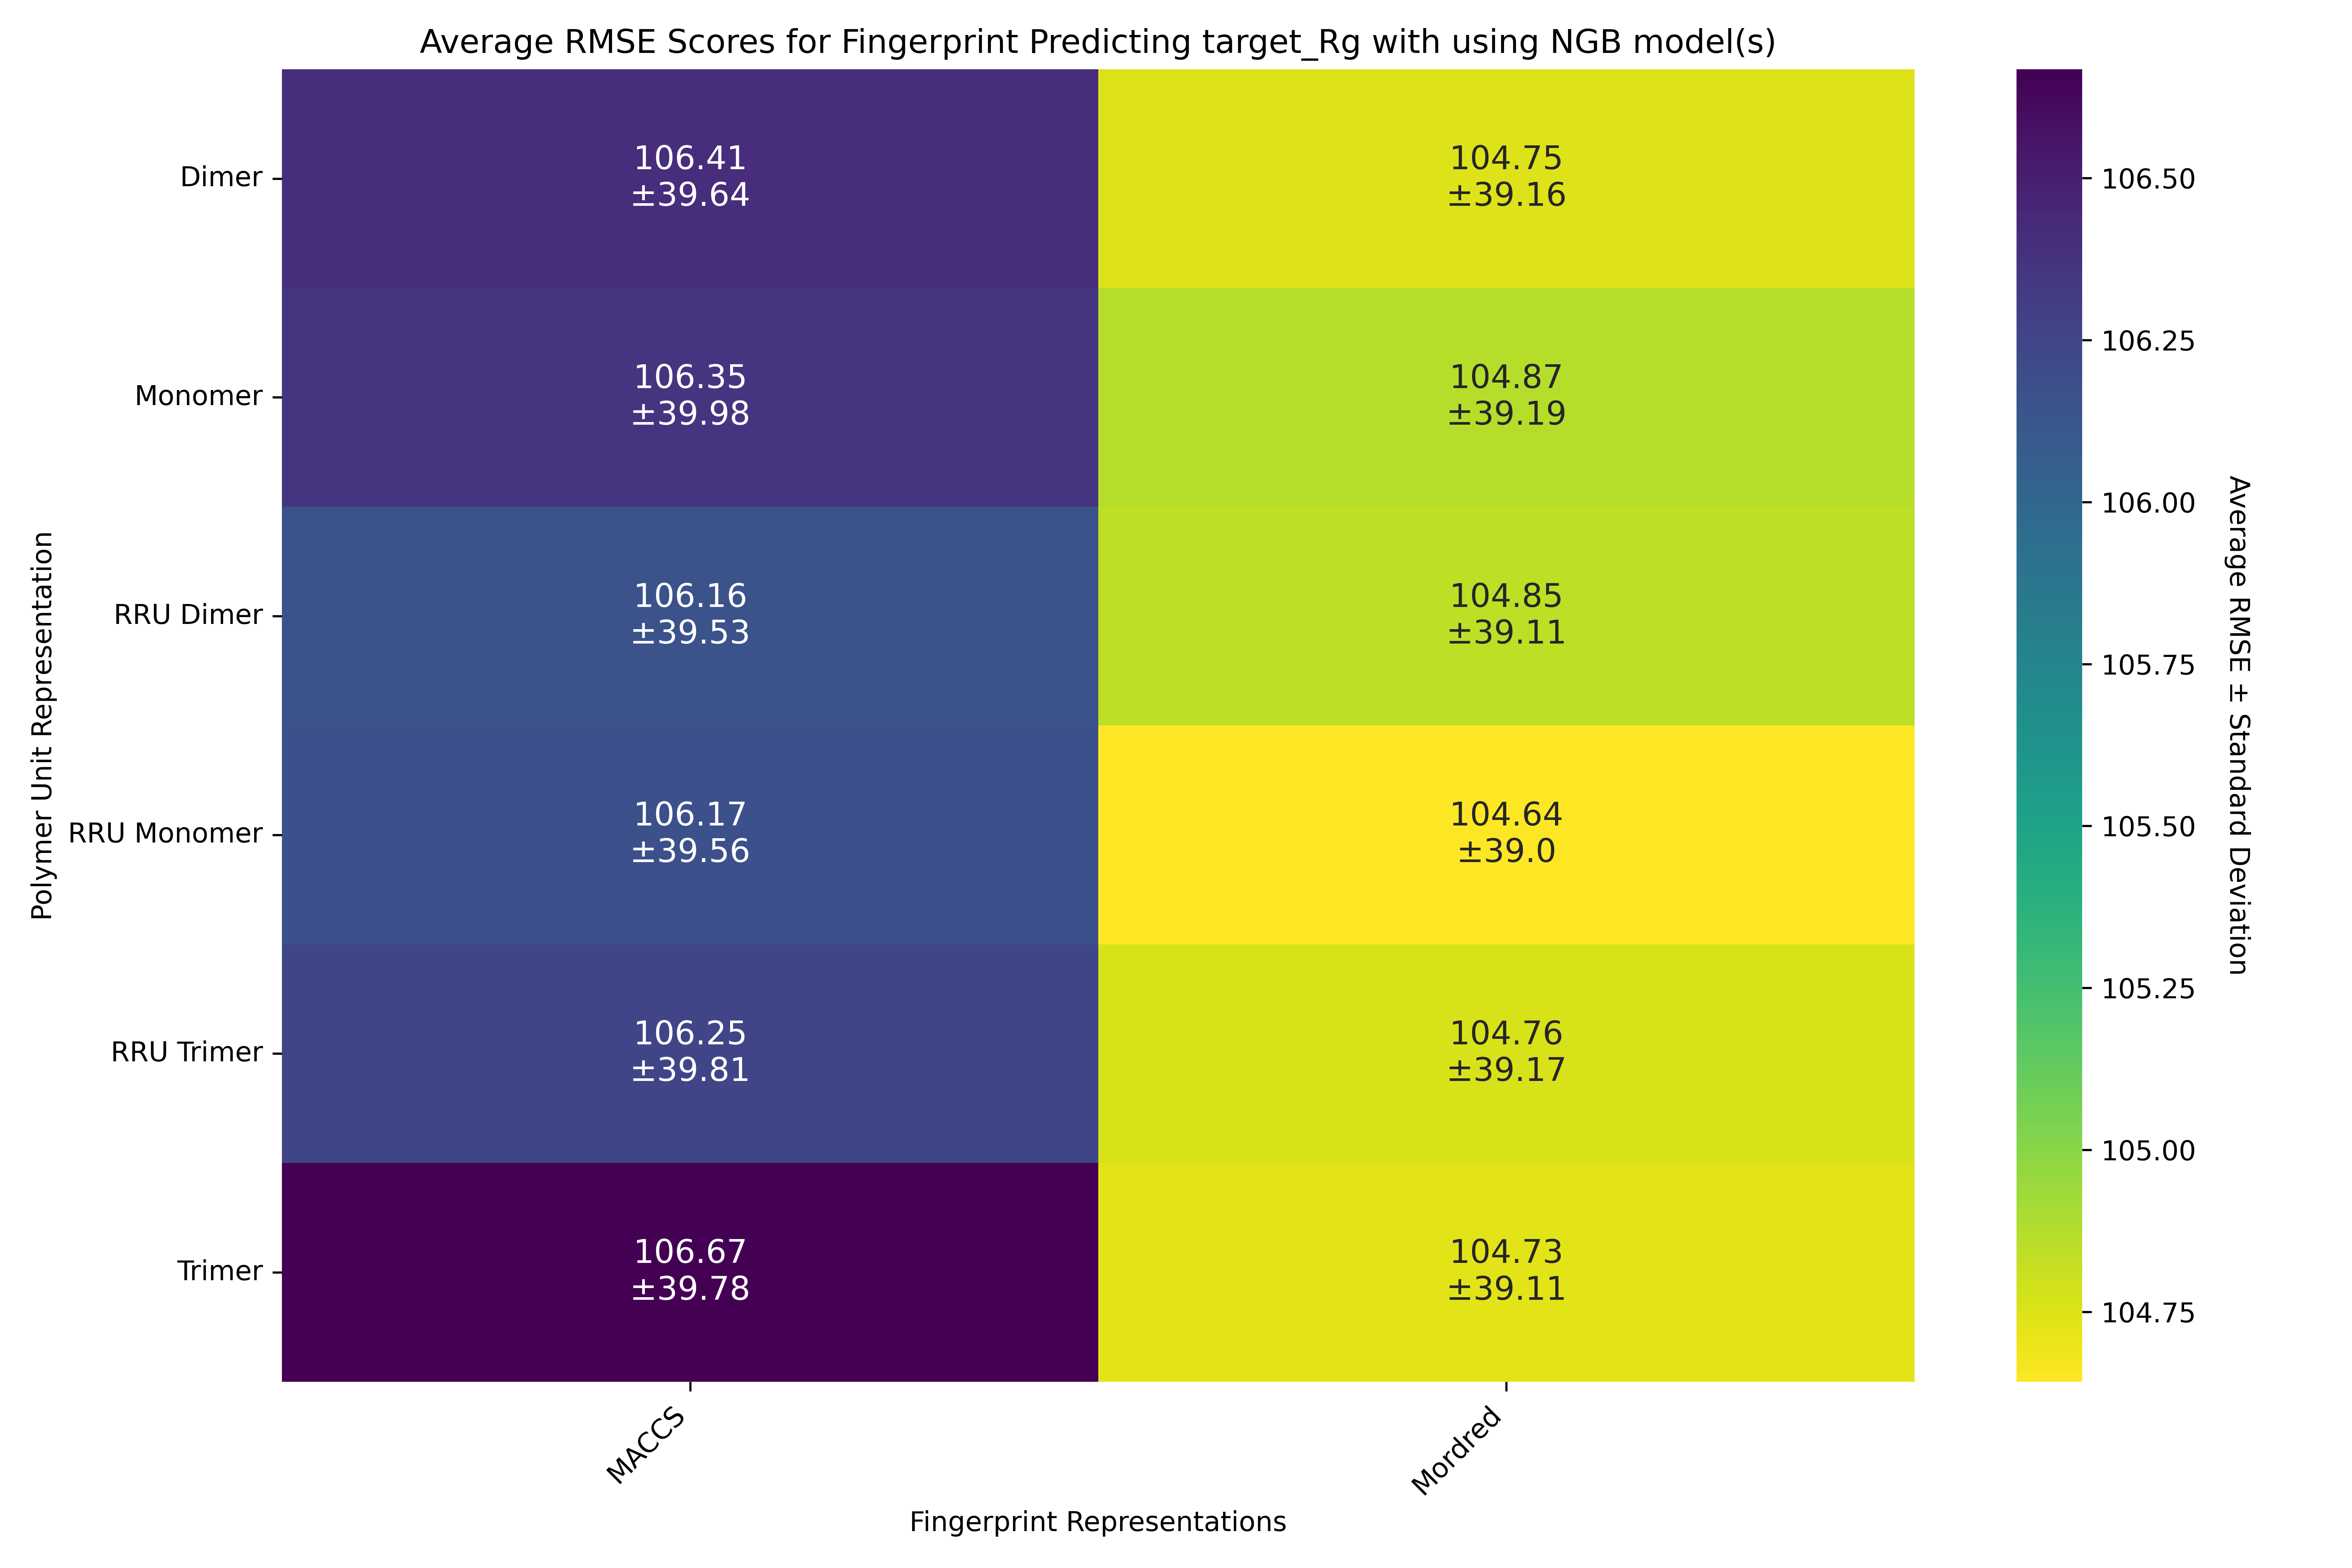 Average RMSE Scores for Fingerprint Predicting target_Rg with using NGB model(s)
Polymer Unit Representation
Dimer
106.41
±39.64
104.75
±39.16
Monomer
106.35
±39.98
104.87
±39.19
RRU Dimer
106.16
±39.53
104.85
±39.11
RRU Monomer
106.17
±39.56
104.64
±39.0
RRU Trimer
106.25
±39.81
104.76
±39.17
Trimer
106.67
±39.78
104.73
±39.11
MACCS
Mordred
Fingerprint Representations
106.50
106.25
106.00
105.75
105.50
105.25
105.00
104.75
Average RMSE ± Standard Deviation